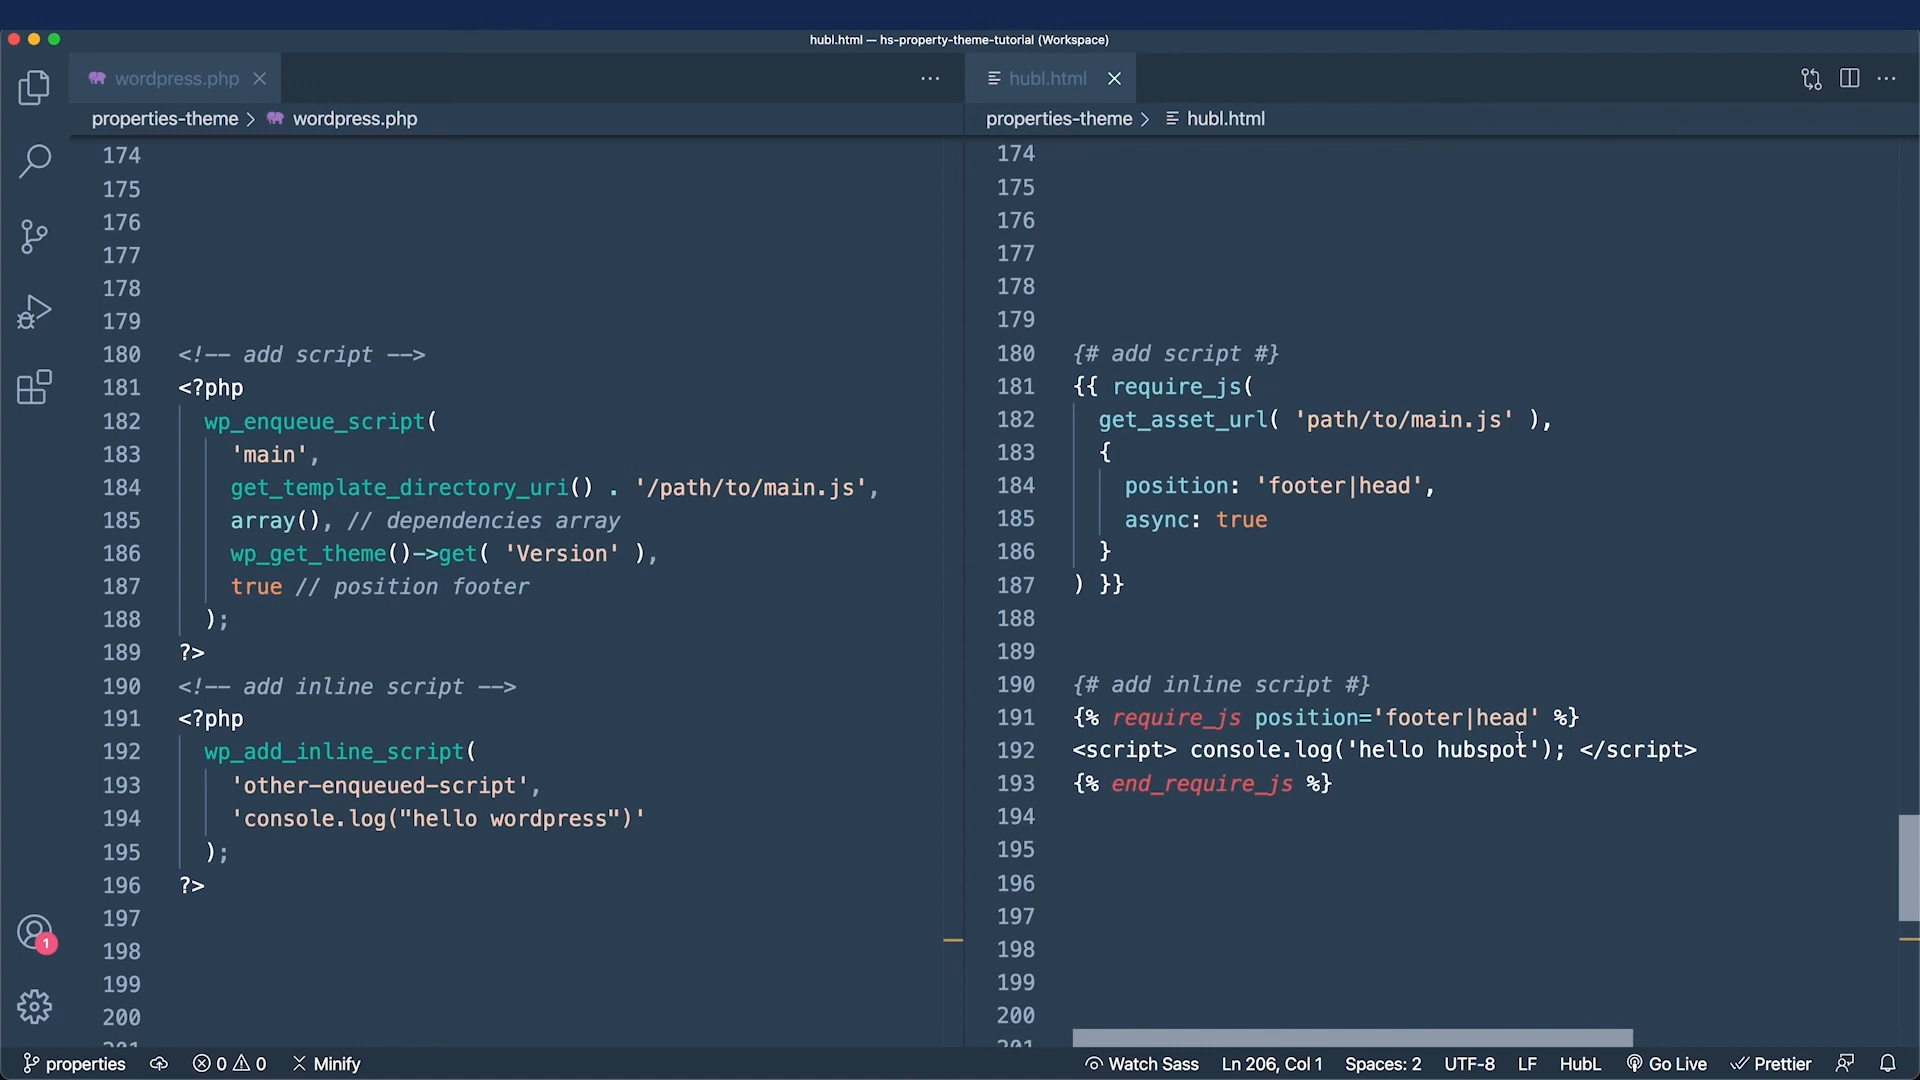 hubl.html — hs-property-theme-tutorial (Workspace)
wordpress.php
properties-theme > wordpress.php
174
175
176
177
178
179
180 <!-- add script -->
181 <?php
182 wp_enqueue_script(
183 'main',
184 get_template_directory_uri() . '/path/to/main.js',
185 array(), // dependencies array
186 wp_get_theme()->get( 'Version' ),
187 true // position footer
188 );
189 ?>
190 <!-- add inline script -->
191 <?php
192 wp_add_inline_script(
193 'other-enqueued-script',
194 'console.log("hello wordpress")'
195 );
196 ?>
197
198
199
200
201
hubl.html
properties-theme > hubl.html
174
175
176
177
178
179
180 {# add script #}
181 {{ require_js(
182 get_asset_url( 'path/to/main.js' ),
183 {
184 position: 'footer|head',
185 async: true
186 }
187 ) }}
188
189
190 {# add inline script #}
191 {% require_js position='footer|head' %}
192 <script> console.log('hello hubspot'); </script>
193 {% end_require_js %}
194
195
196
197
198
199
200
201
1
properties 0 0 Minify Watch Sass Ln 206, Col 1 Spaces: 2 UTF-8 LF HubL Go Live Prettier